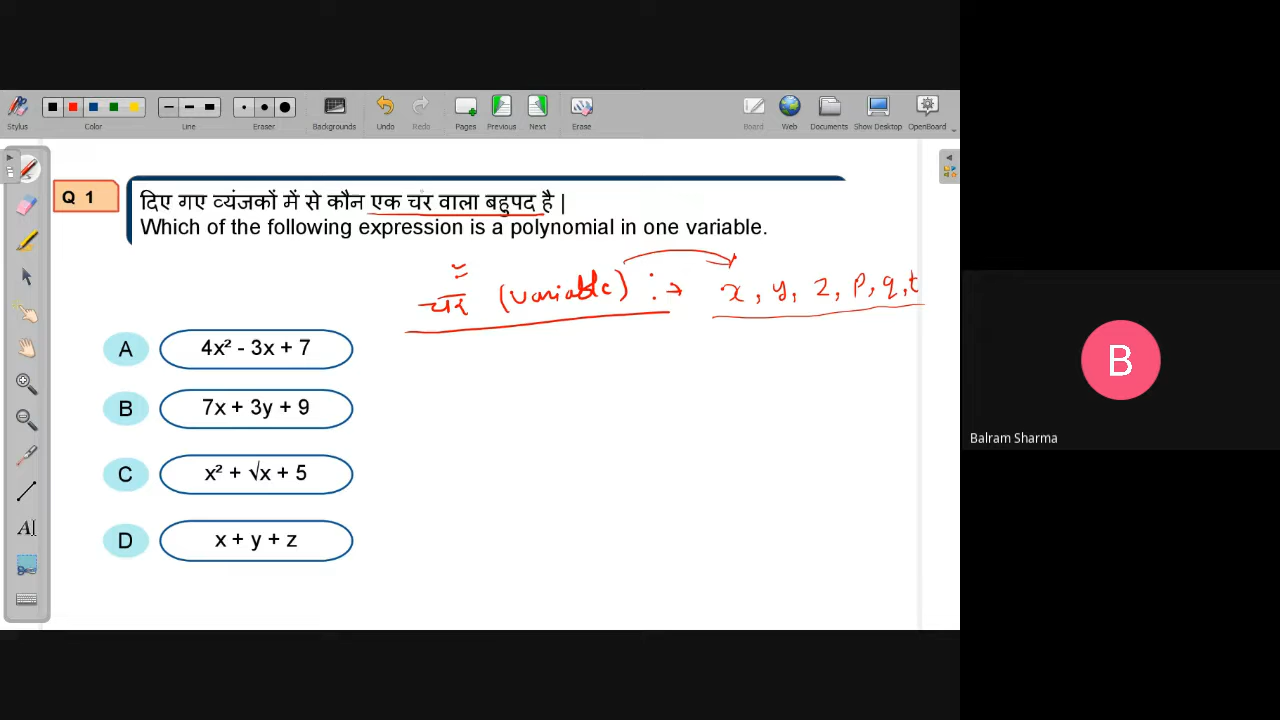 Stylus
Color
Line
Eraser
Backgrounds
Undo
Redo
Pages
Previous
Next
Erase
Board
Web
Documents
Show Desktop
OpenBoard
Q 1
दिए गए व्यंजकों में से कौन एक चर वाला बहुपद है |
Which of the following expression is a polynomial in one variable.
चर (variable) :→ x, y, z, p, q, t
A 4x² - 3x + 7
B 7x + 3y + 9
C x² + √x + 5
D x + y + z
AI
B
Balram Sharma